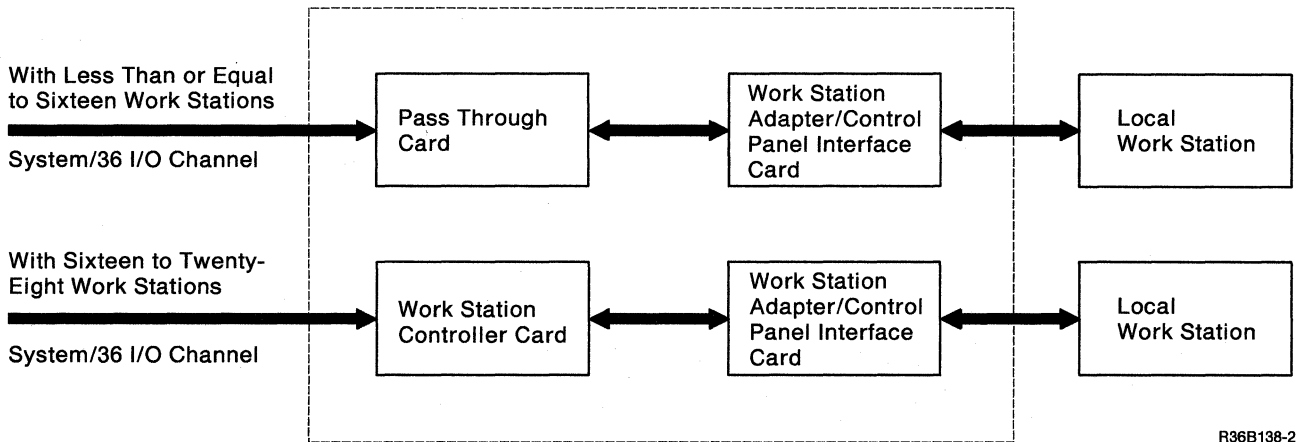 With Less Than or Equal
to Sixteen Work Stations
System/36 I/O Channel
Pass Through
Card
Work Station
Adapter/Control
Panel Interface
Card
Local
Work Station
With Sixteen to Twenty-
Eight Work Stations
System/36 I/O Channel
Work Station
Controller Card
Work Station
Adapter/Control
Panel Interface
Card
Local
Work Station
R36B138-2